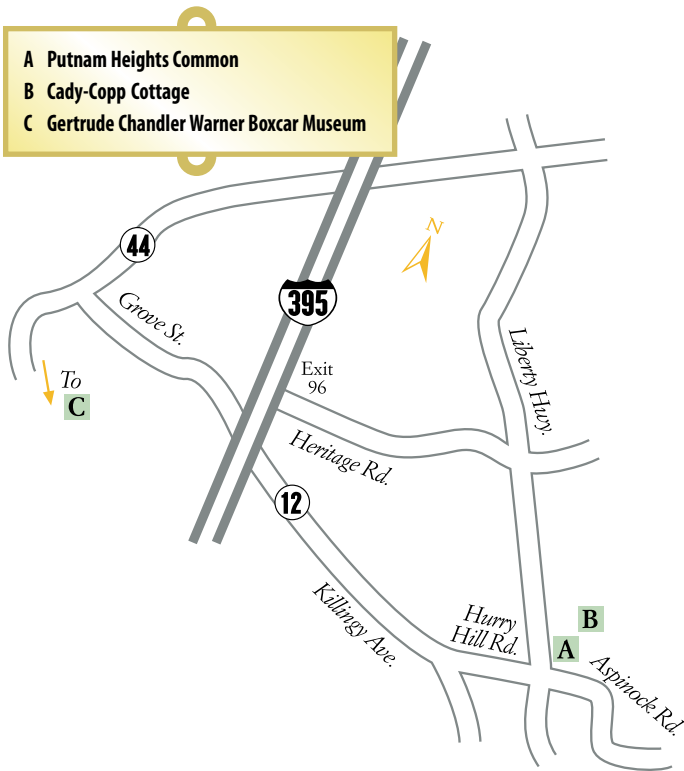 A Putnam Heights Common
B Cady-Copp Cottage
C Gertrude Chandler Warner Boxcar Museum
N
44
395
Grove St.
Liberty Hwy.
Exit
96
To
C
Heritage Rd.
12
Killingy Ave.
Hurry
Hill Rd.
B
A
Aspinock Rd.